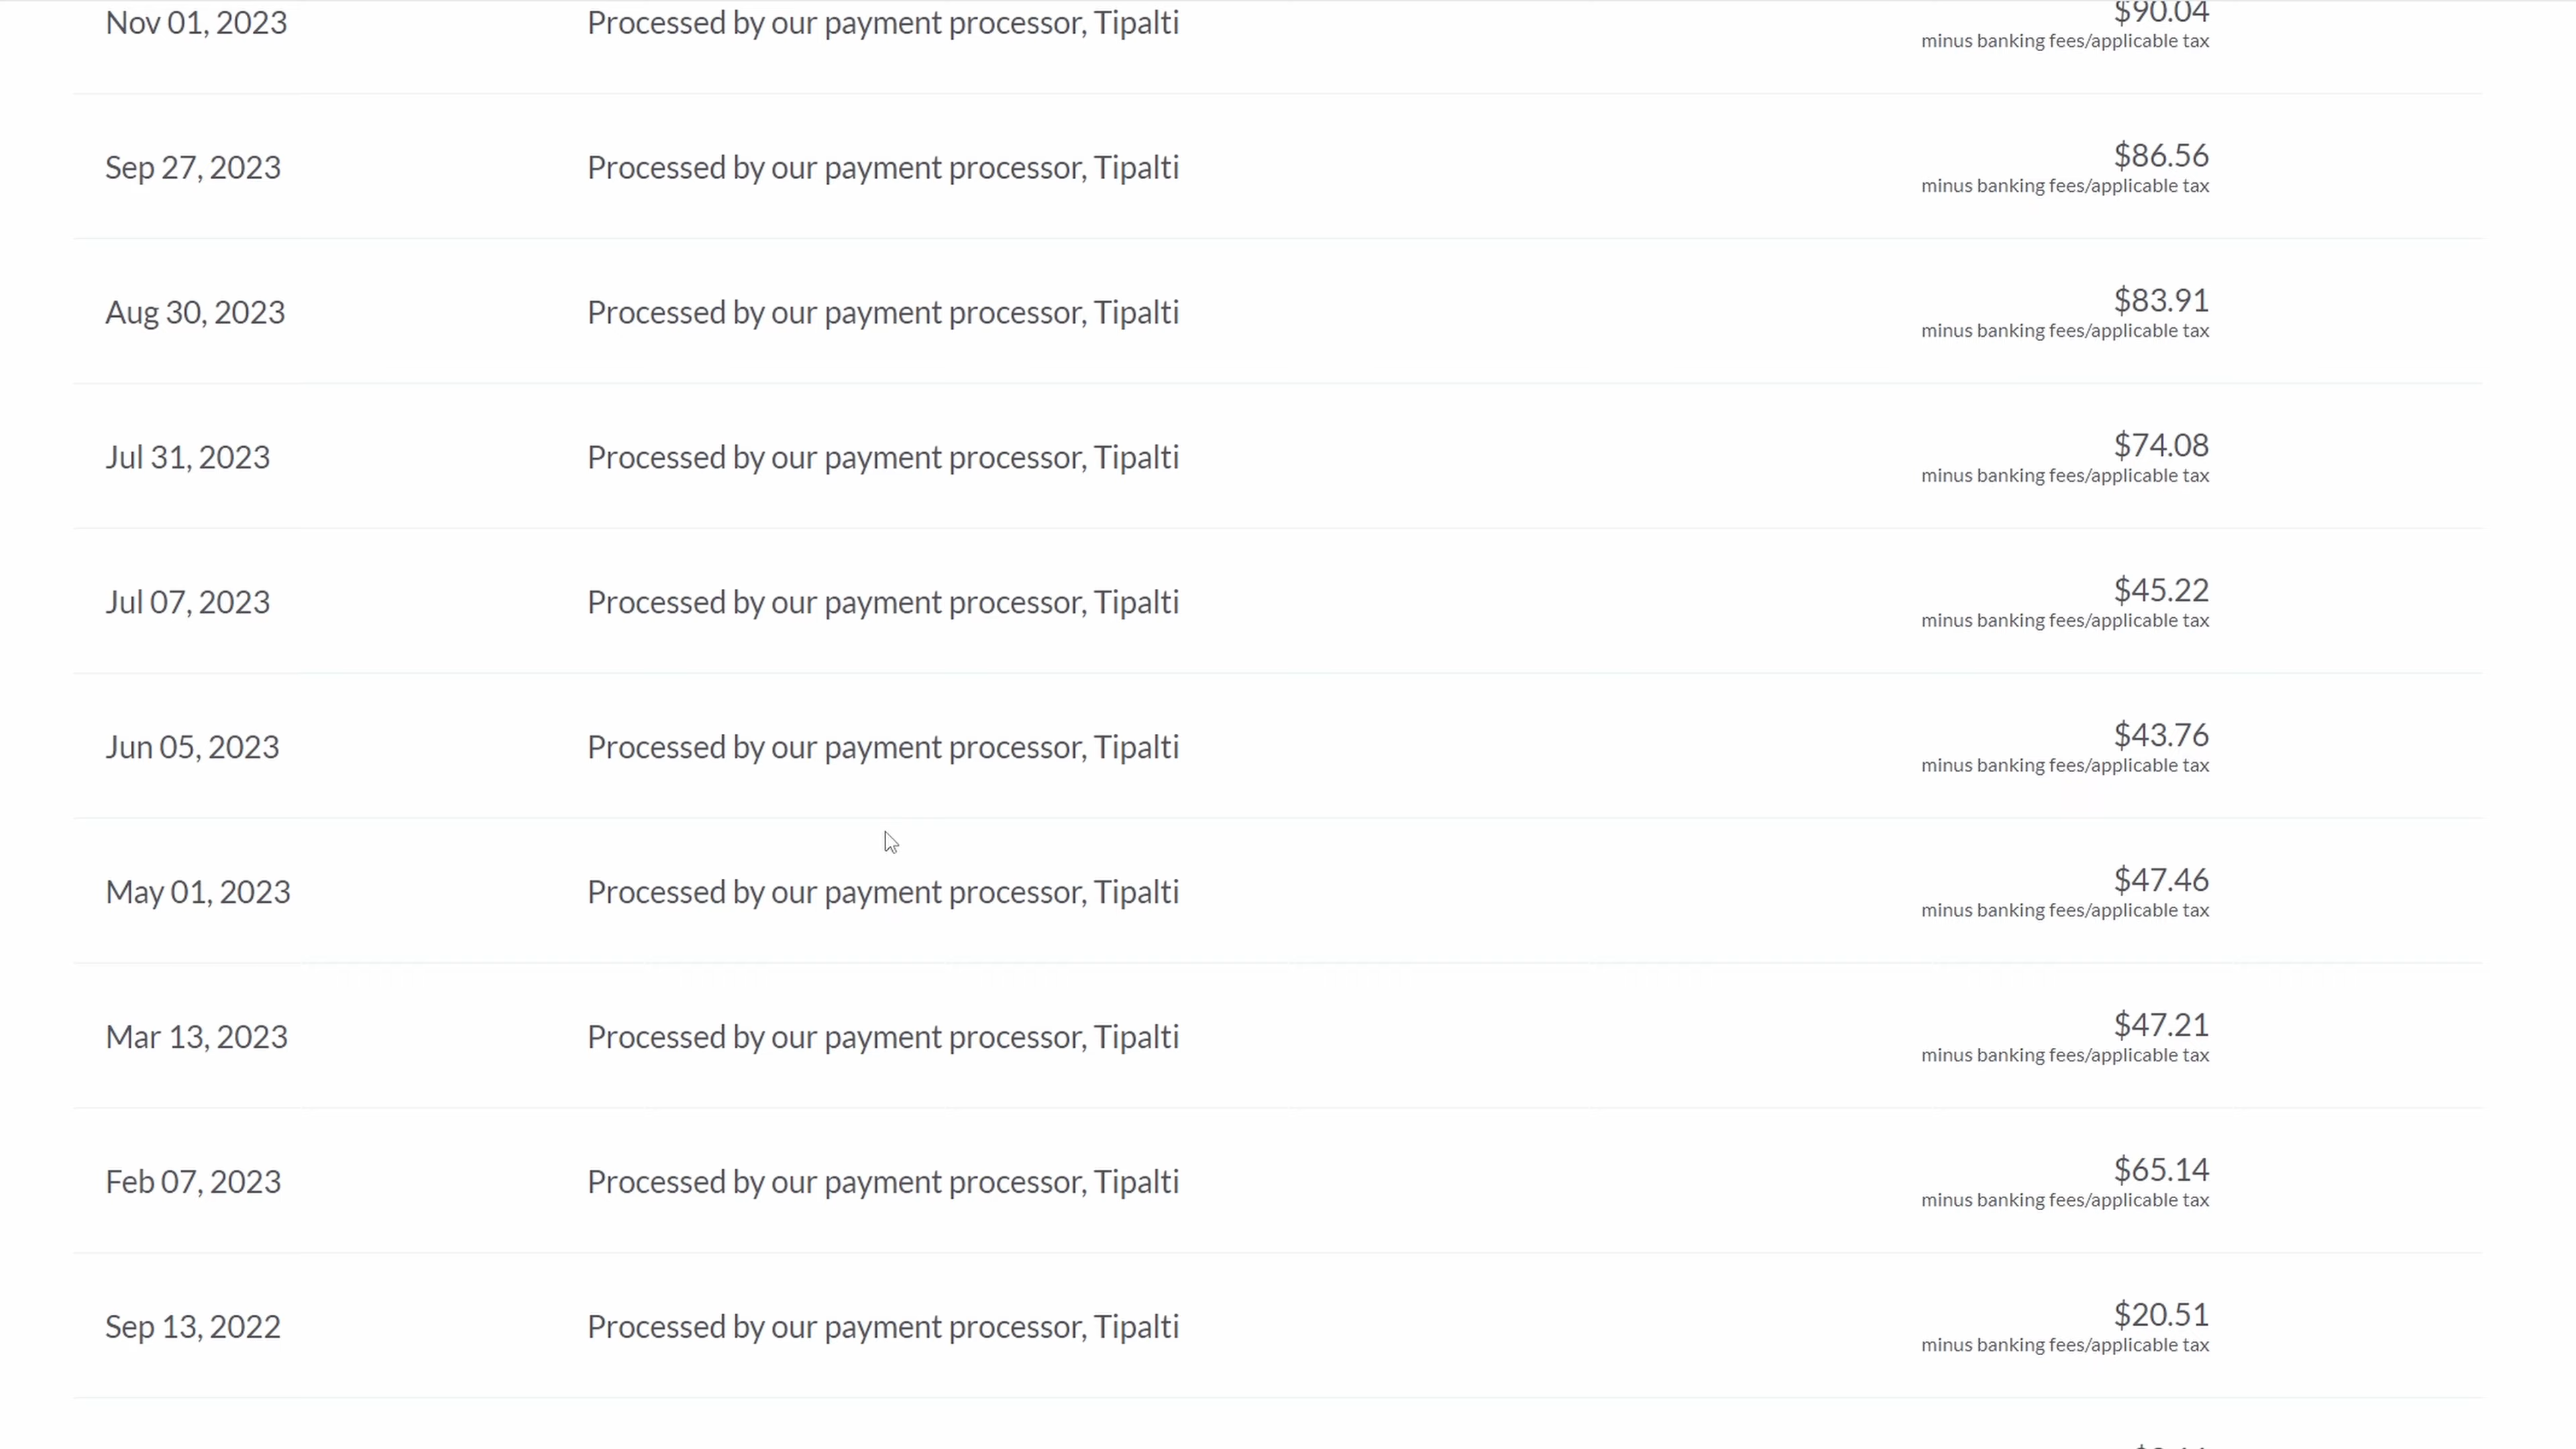 Nov 01, 2023 Processed by our payment processor, Tipalti $90.04
minus banking fees/applicable tax
Sep 27, 2023 Processed by our payment processor, Tipalti $86.56
minus banking fees/applicable tax
Aug 30, 2023 Processed by our payment processor, Tipalti $83.91
minus banking fees/applicable tax
Jul 31, 2023 Processed by our payment processor, Tipalti $74.08
minus banking fees/applicable tax
Jul 07, 2023 Processed by our payment processor, Tipalti $45.22
minus banking fees/applicable tax
Jun 05, 2023 Processed by our payment processor, Tipalti $43.76
minus banking fees/applicable tax
May 01, 2023 Processed by our payment processor, Tipalti $47.46
minus banking fees/applicable tax
Mar 13, 2023 Processed by our payment processor, Tipalti $47.21
minus banking fees/applicable tax
Feb 07, 2023 Processed by our payment processor, Tipalti $65.14
minus banking fees/applicable tax
Sep 13, 2022 Processed by our payment processor, Tipalti $20.51
minus banking fees/applicable tax